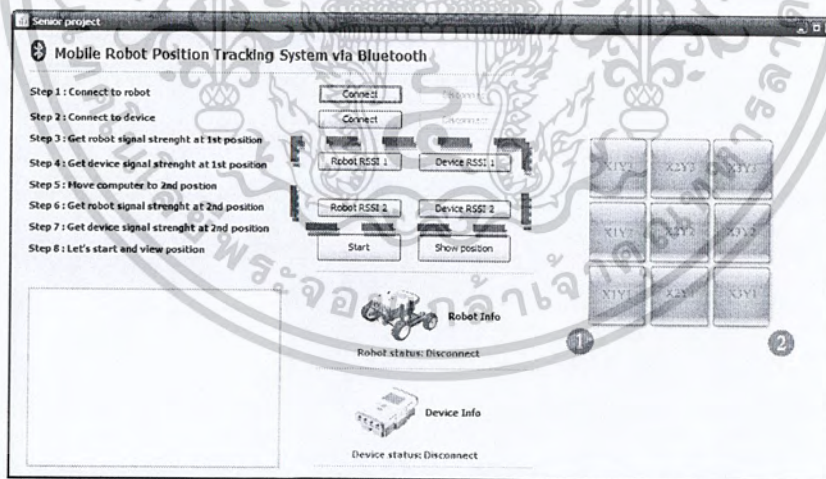 Senior project
Mobile Robot Position Tracking System via Bluetooth
Step 1 : Connect to robot
Connect
Disconnect
Step 2 : Connect to device
Connect
Disconnect
Step 3 : Get robot signal strenght at 1st position
Step 4 : Get device signal strenght at 1st position
Robot RSSI 1
Device RSSI 1
Step 5 : Move computer to 2nd postion
Step 6 : Get robot signal strenght at 2nd position
Robot RSSI 2
Device RSSI 2
Step 7 : Get device signal strenght at 2nd position
Step 8 : Let's start and view position
Start
Show position
X1Y3
X2Y3
X3Y3
X1Y2
X2Y2
X3Y2
X1Y1
X2Y1
X3Y1
1
2
Robot Info
Robot status: Disconnect
Device Info
Device status: Disconnect